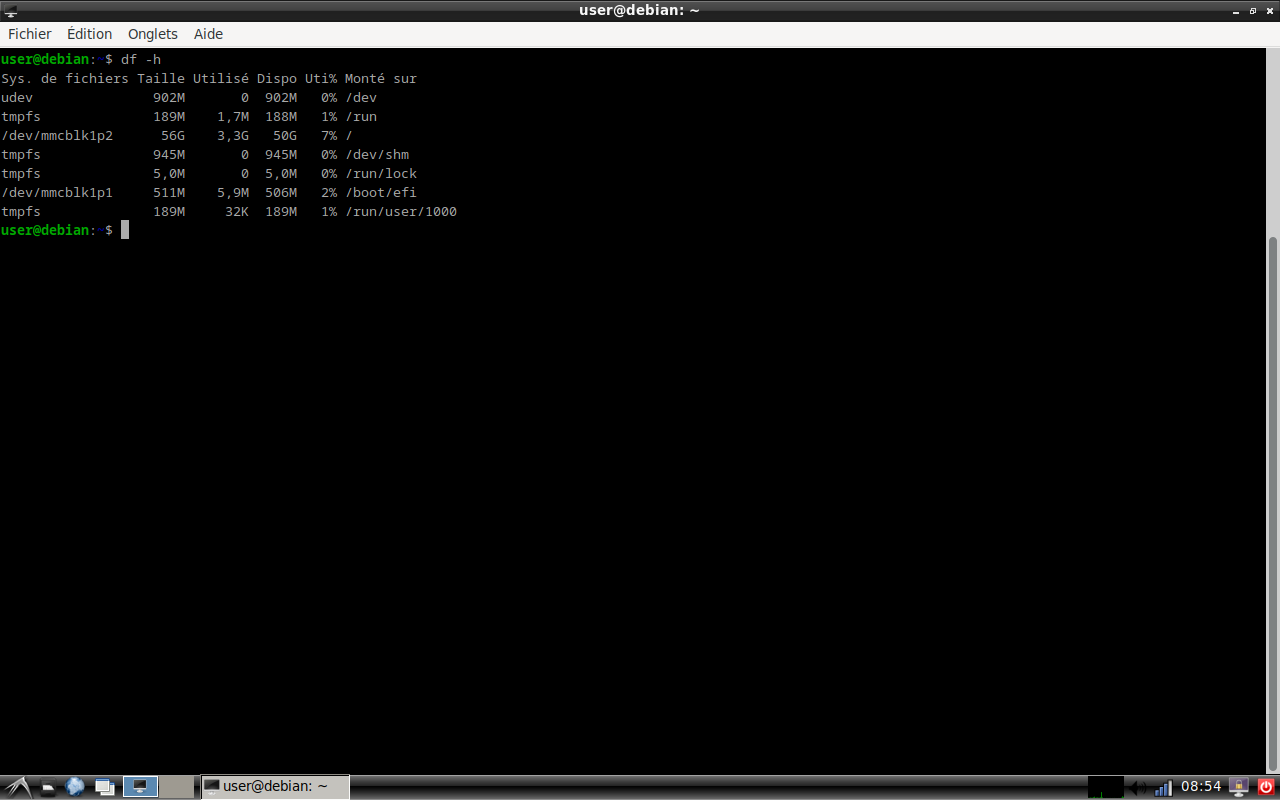 user@debian: ~
Fichier Édition Onglets Aide
user@debian:~$ df -h
Sys. de fichiers Taille Utilisé Dispo Uti% Monté sur
udev 902M 0 902M 0% /dev
tmpfs 189M 1,7M 188M 1% /run
/dev/mmcblk1p2 56G 3,3G 50G 7% /
tmpfs 945M 0 945M 0% /dev/shm
tmpfs 5,0M 0 5,0M 0% /run/lock
/dev/mmcblk1p1 511M 5,9M 506M 2% /boot/efi
tmpfs 189M 32K 189M 1% /run/user/1000
user@debian:~$
user@debian: ~ 08:54